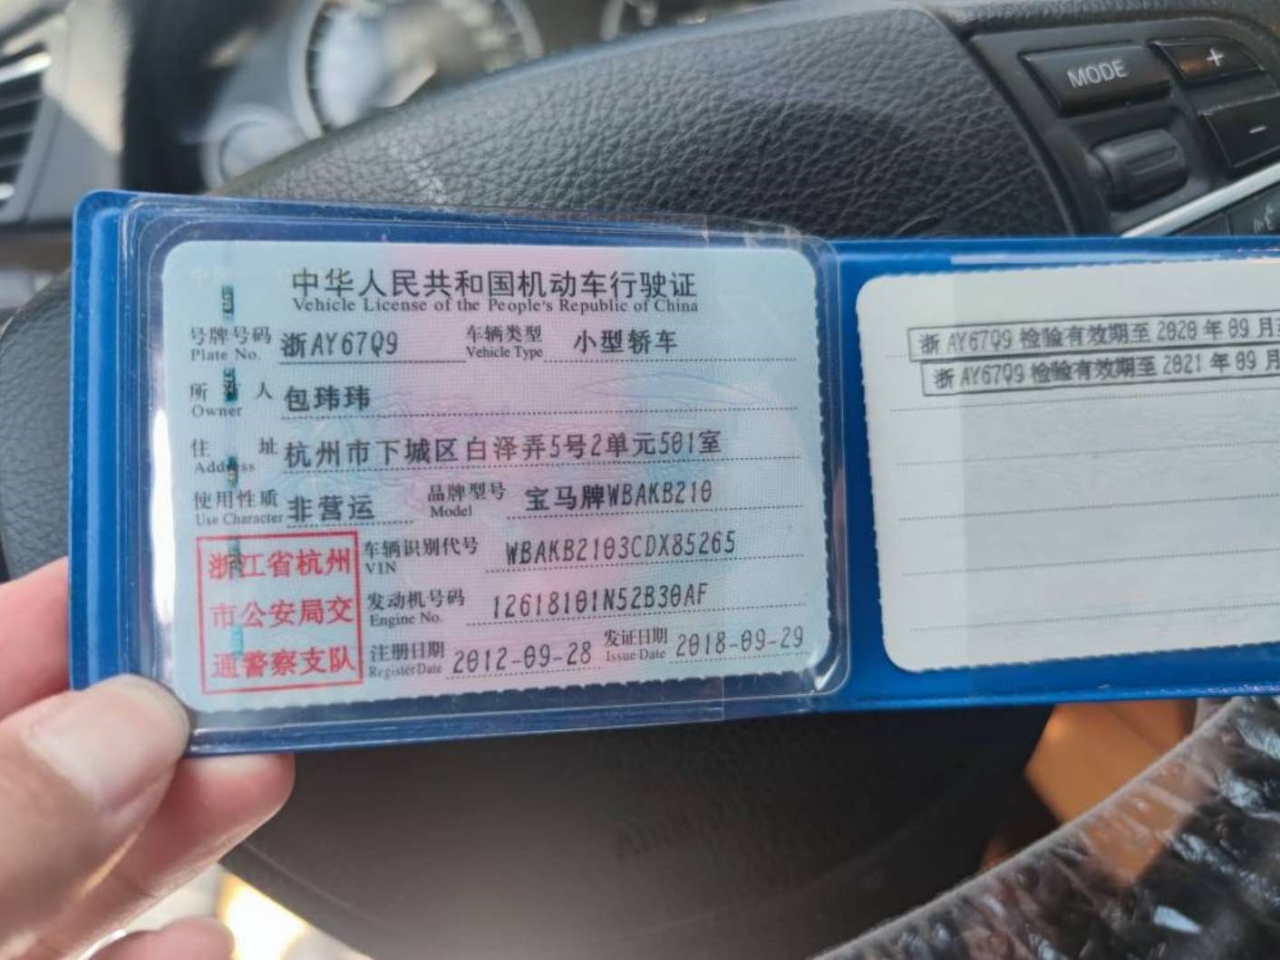 MODE
+
-
中华人民共和国机动车行驶证
Vehicle License of the People's Republic of China
号牌号码 浙AY67Q9 车辆类型 小型轿车
Plate No. Vehicle Type
所 人 包玮玮
Owner
住 址 杭州市下城区白泽弄5号2单元501室
Address
使用性质 非营运 品牌型号 宝马牌WBAKB210
Use Character Model
浙江省杭州
市公安局交
通警察支队
车辆识别代号 WBAKB2103CDX85265
VIN
发动机号码 12618101N52B30AF
Engine No.
注册日期 2012-09-28 发证日期 2018-09-29
Register Date Issue Date
浙AY67Q9 检验有效期至 2020 年 09 月
浙AY67Q9 检验有效期至 2021 年 09 月